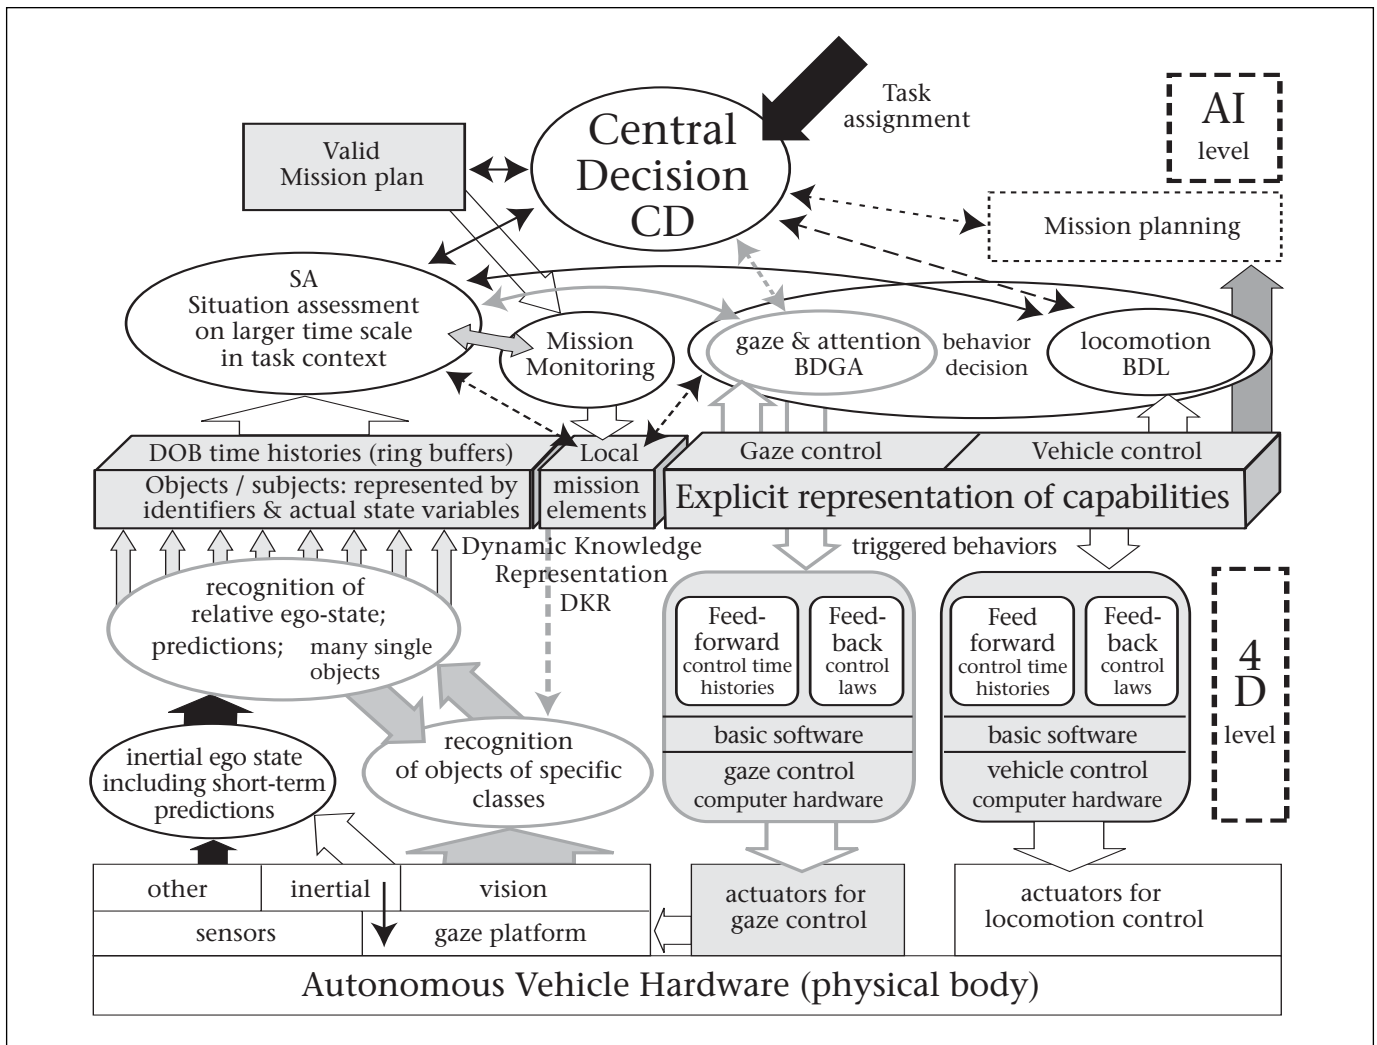 Task
assignment
AI
level
Central
Decision
CD
Valid
Mission plan
Mission planning
SA
Situation assessment
on larger time scale
in task context
Mission
Monitoring
gaze & attention
BDGA
behavior
decision
locomotion
BDL
DOB time histories (ring buffers)
Local
Gaze control
Vehicle control
Objects / subjects: represented by
identifiers & actual state variables
mission
elements
Explicit representation of capabilities
Dynamic Knowledge
Representation
DKR
triggered behaviors
recognition of
relative ego-state;
predictions;
many single
objects
Feed-
forward
control time
histories
Feed-
back
control
laws
Feed
forward
control time
histories
Feed-
back
control
laws
4
D
level
basic software
basic software
inertial ego state
including short-term
predictions
recognition
of objects of specific
classes
gaze control
computer hardware
vehicle control
computer hardware
other
inertial
vision
sensors
gaze platform
actuators for
gaze control
actuators for
locomotion control
Autonomous Vehicle Hardware (physical body)